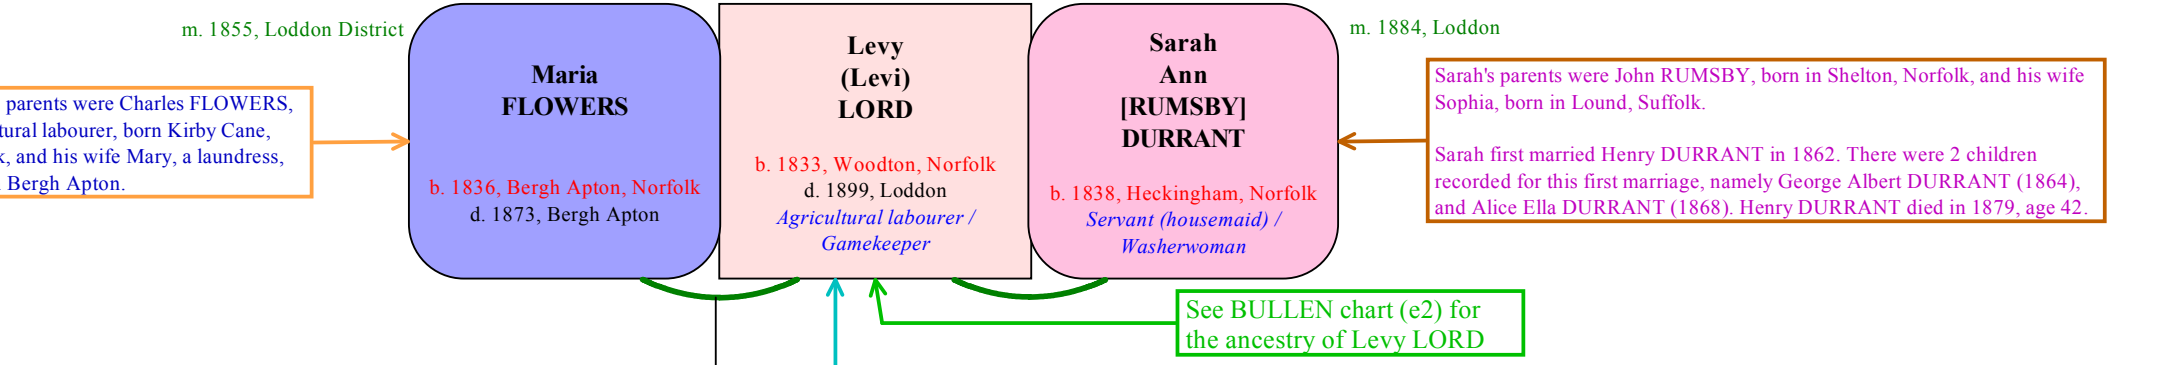 m. 1855, Loddon District
parents were Charles FLOWERS,
labourer, born Kirby Cane,
and his wife Mary, a laundress,
Bergh Apton.
Maria
FLOWERS
b. 1836, Bergh Apton, Norfolk
d. 1873, Bergh Apton
Levy
(Levi)
LORD
b. 1833, Woodton, Norfolk
d. 1899, Loddon
Agricultural labourer /
Gamekeeper
Sarah
Ann
[RUMSBY]
DURRANT
b. 1838, Heckingham, Norfolk
Servant (housemaid) /
Washerwoman
m. 1884, Loddon
Sarah's parents were John RUMSBY, born in Shelton, Norfolk, and his wife
Sophia, born in Lound, Suffolk.
Sarah first married Henry DURRANT in 1862. There were 2 children
recorded for this first marriage, namely George Albert DURRANT (1864),
and Alice Ella DURRANT (1868). Henry DURRANT died in 1879, age 42.
See BULLEN chart (e2) for
the ancestry of Levy LORD